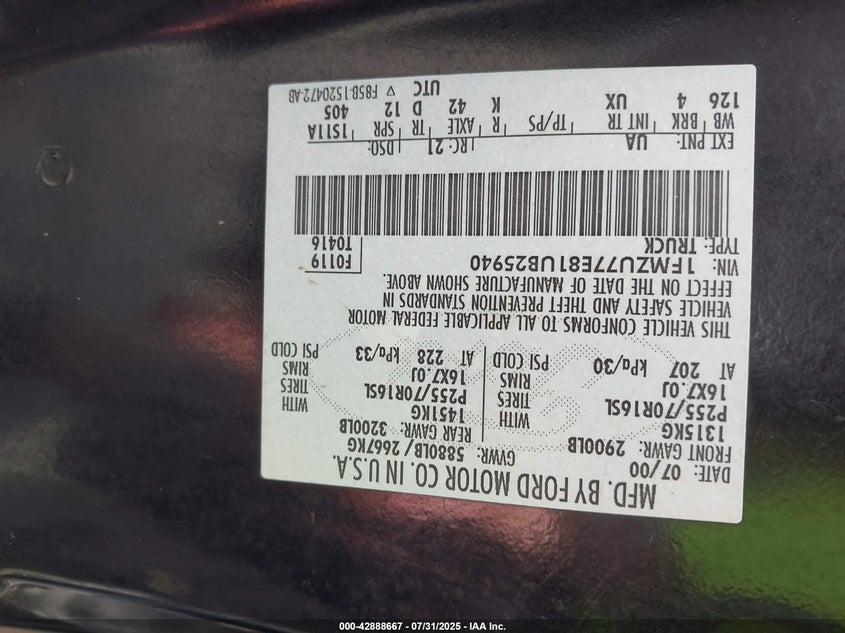 MFD. BY FORD MOTOR CO. IN U.S.A.
DATE: 07/00 GVWR: 5880LB/2667KG
FRONT GAWR: 2900LB REAR GAWR: 3200LB
1315KG WITH 1451KG WITH
P255/70R16SL TIRES P255/70R16SL TIRES
16X7.0J RIMS 16X7.0J RIMS
AT 207 kPa/30 PSI COLD AT 228 kPa/33 PSI COLD
THIS VEHICLE CONFORMS TO ALL APPLICABLE FEDERAL MOTOR
VEHICLE SAFETY AND THEFT PREVENTION STANDARDS IN
EFFECT ON THE DATE OF MANUFACTURE SHOWN ABOVE.
VIN: 1FMZU77E81UB25940 F0119
TYPE: TRUCK T0416
EXT PNT: UA RC: 21 DSO:
WB BRK INT TR TP/PS R AXLE TR SPR 1S11A
126 4 UX K 42 D 12 405
UTC ▽ F85B-1520472-AB
000-42888667 - 07/31/2025 - IAA Inc.